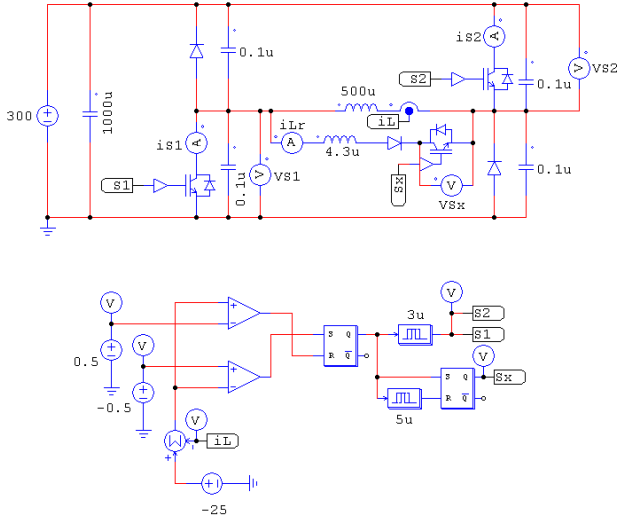 is2
A
0.1u
S2
0.1u
V
VS2
500u
300
1000u
iL
iLr
is1
A
A
4.3u
S1
0.1u
V
VS1
Sx
V
VSx
0.1u
V
3u
V
S2
V
S Q
S1
0.5
R Q
V
-0.5
S Q
Sx
R Q
5u
V
iL
-25